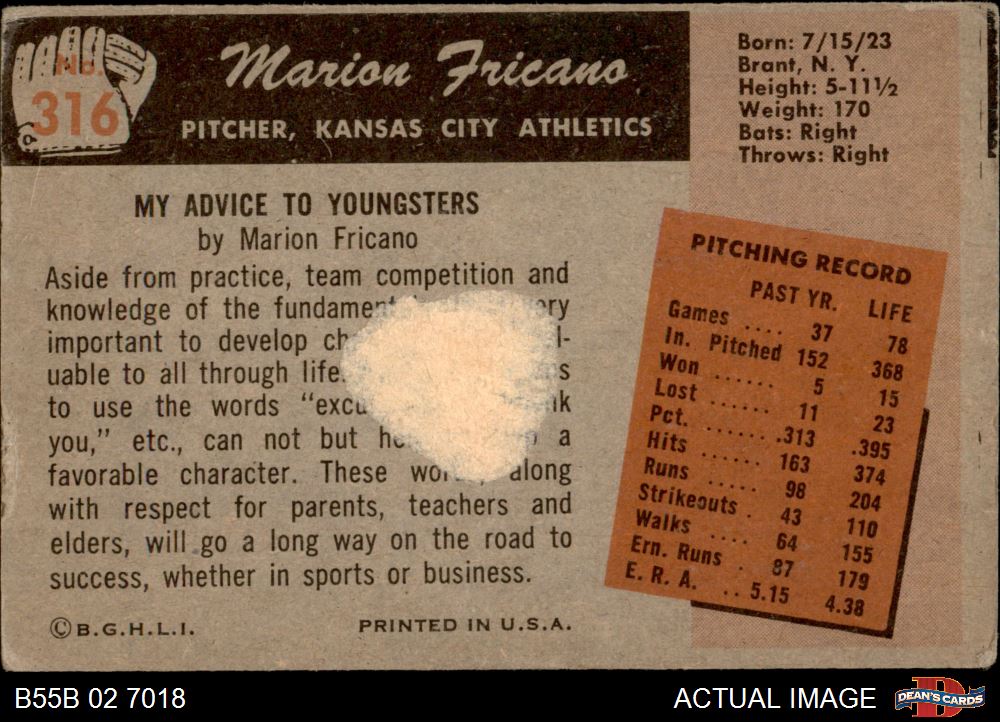 No.
316
Marion Fricano
PITCHER, KANSAS CITY ATHLETICS
Born: 7/15/23
Brant, N. Y.
Height: 5-11½
Weight: 170
Bats: Right
Throws: Right
MY ADVICE TO YOUNGSTERS
by Marion Fricano
Aside from practice, team competition and
knowledge of the
important to develop
uable to all through life.
to use the words
you,” etc., can not but a
favorable character. These along
with respect for parents, teachers and
elders, will go a long way on the road to
success, whether in sports or business.
©B.G.H.L.I. PRINTED IN U.S.A.
PITCHING RECORD
PAST YR. LIFE
Games .... 37 78
In. Pitched 152 368
Won ...... 5 15
Lost ...... 11 23
Pct. ....... .313 .395
Hits ...... 163 374
Runs ..... 98 204
Strikeouts . 43 110
Walks .... 64 155
Ern. Runs . 87 179
E. R. A. .. 5.15 4.38
B55B 02 7018 ACTUAL IMAGE DEAN'S CARDS